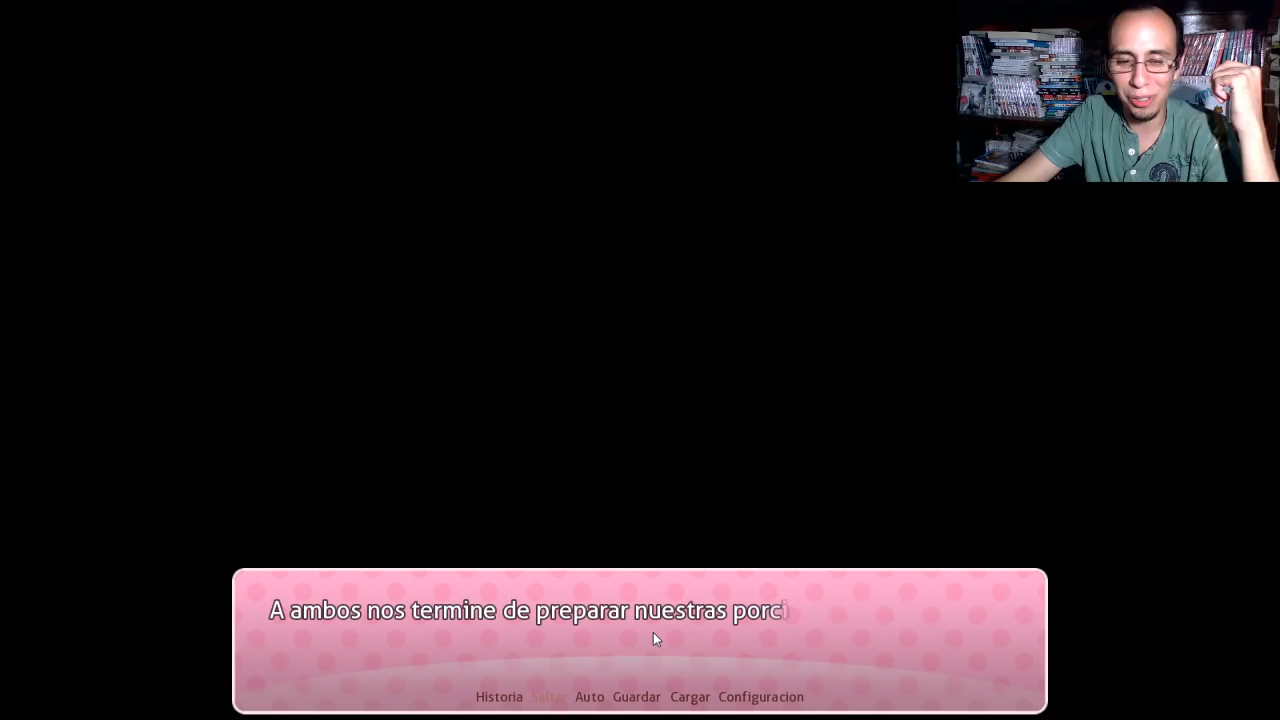 A ambos nos termine de preparar nuestras porci
Historia Saltar Auto Guardar Cargar Configuracion